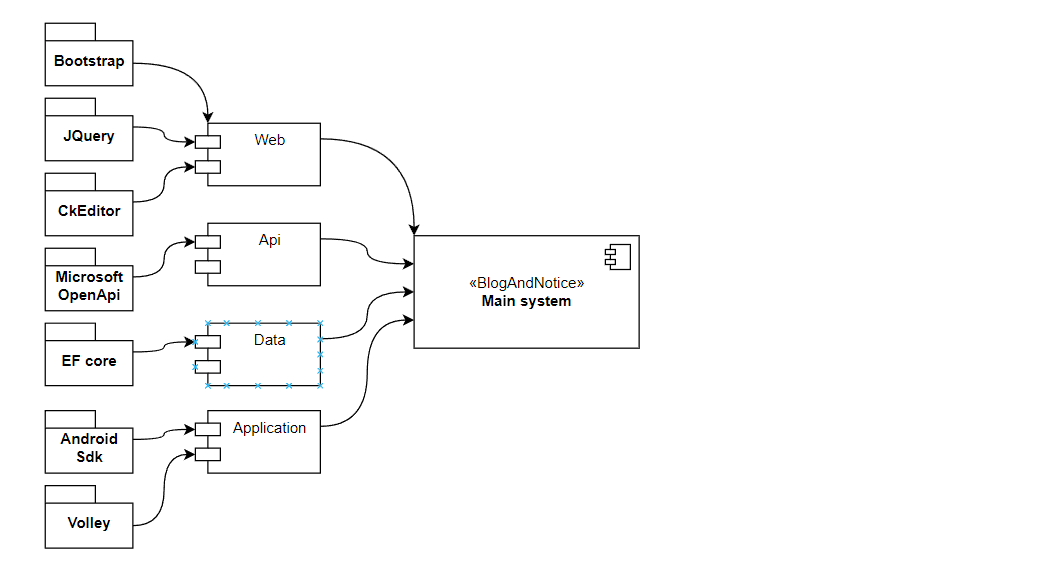 Bootstrap
JQuery
CkEditor
Microsoft
OpenApi
EF core
Android
Sdk
Volley
Web
Api
Data
Application
«BlogAndNotice»
Main system